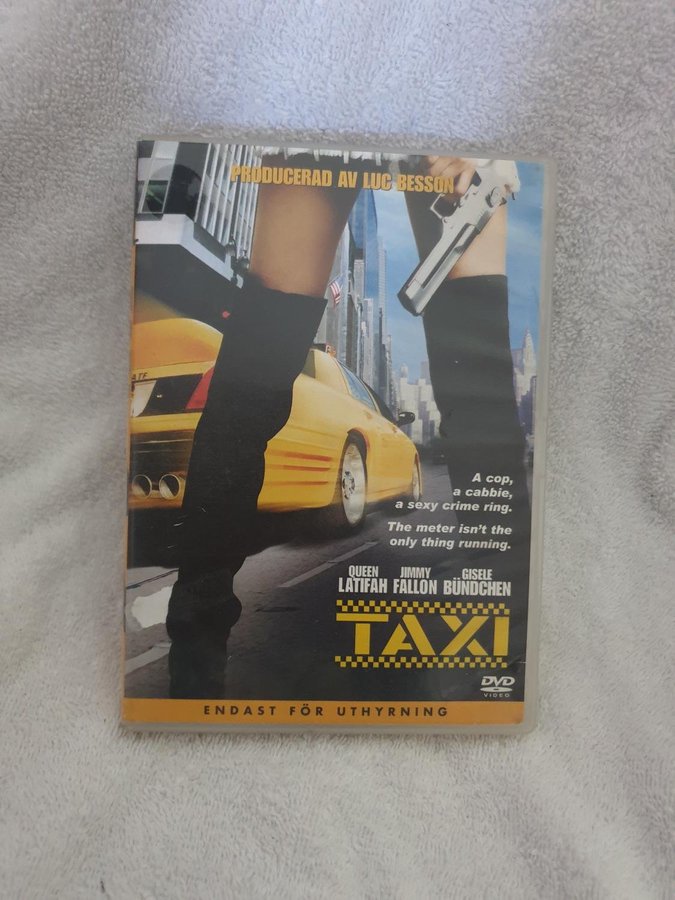 PRODUCERAD AV LUC BESSON
ATF
A cop,
a cabbie,
a sexy crime ring.
The meter isn't the
only thing running.
QUEEN LATIFAH JIMMY FALLON GISELE BÜNDCHEN
TAXI
DVD
VIDEO
ENDAST FÖR UTHYRNING